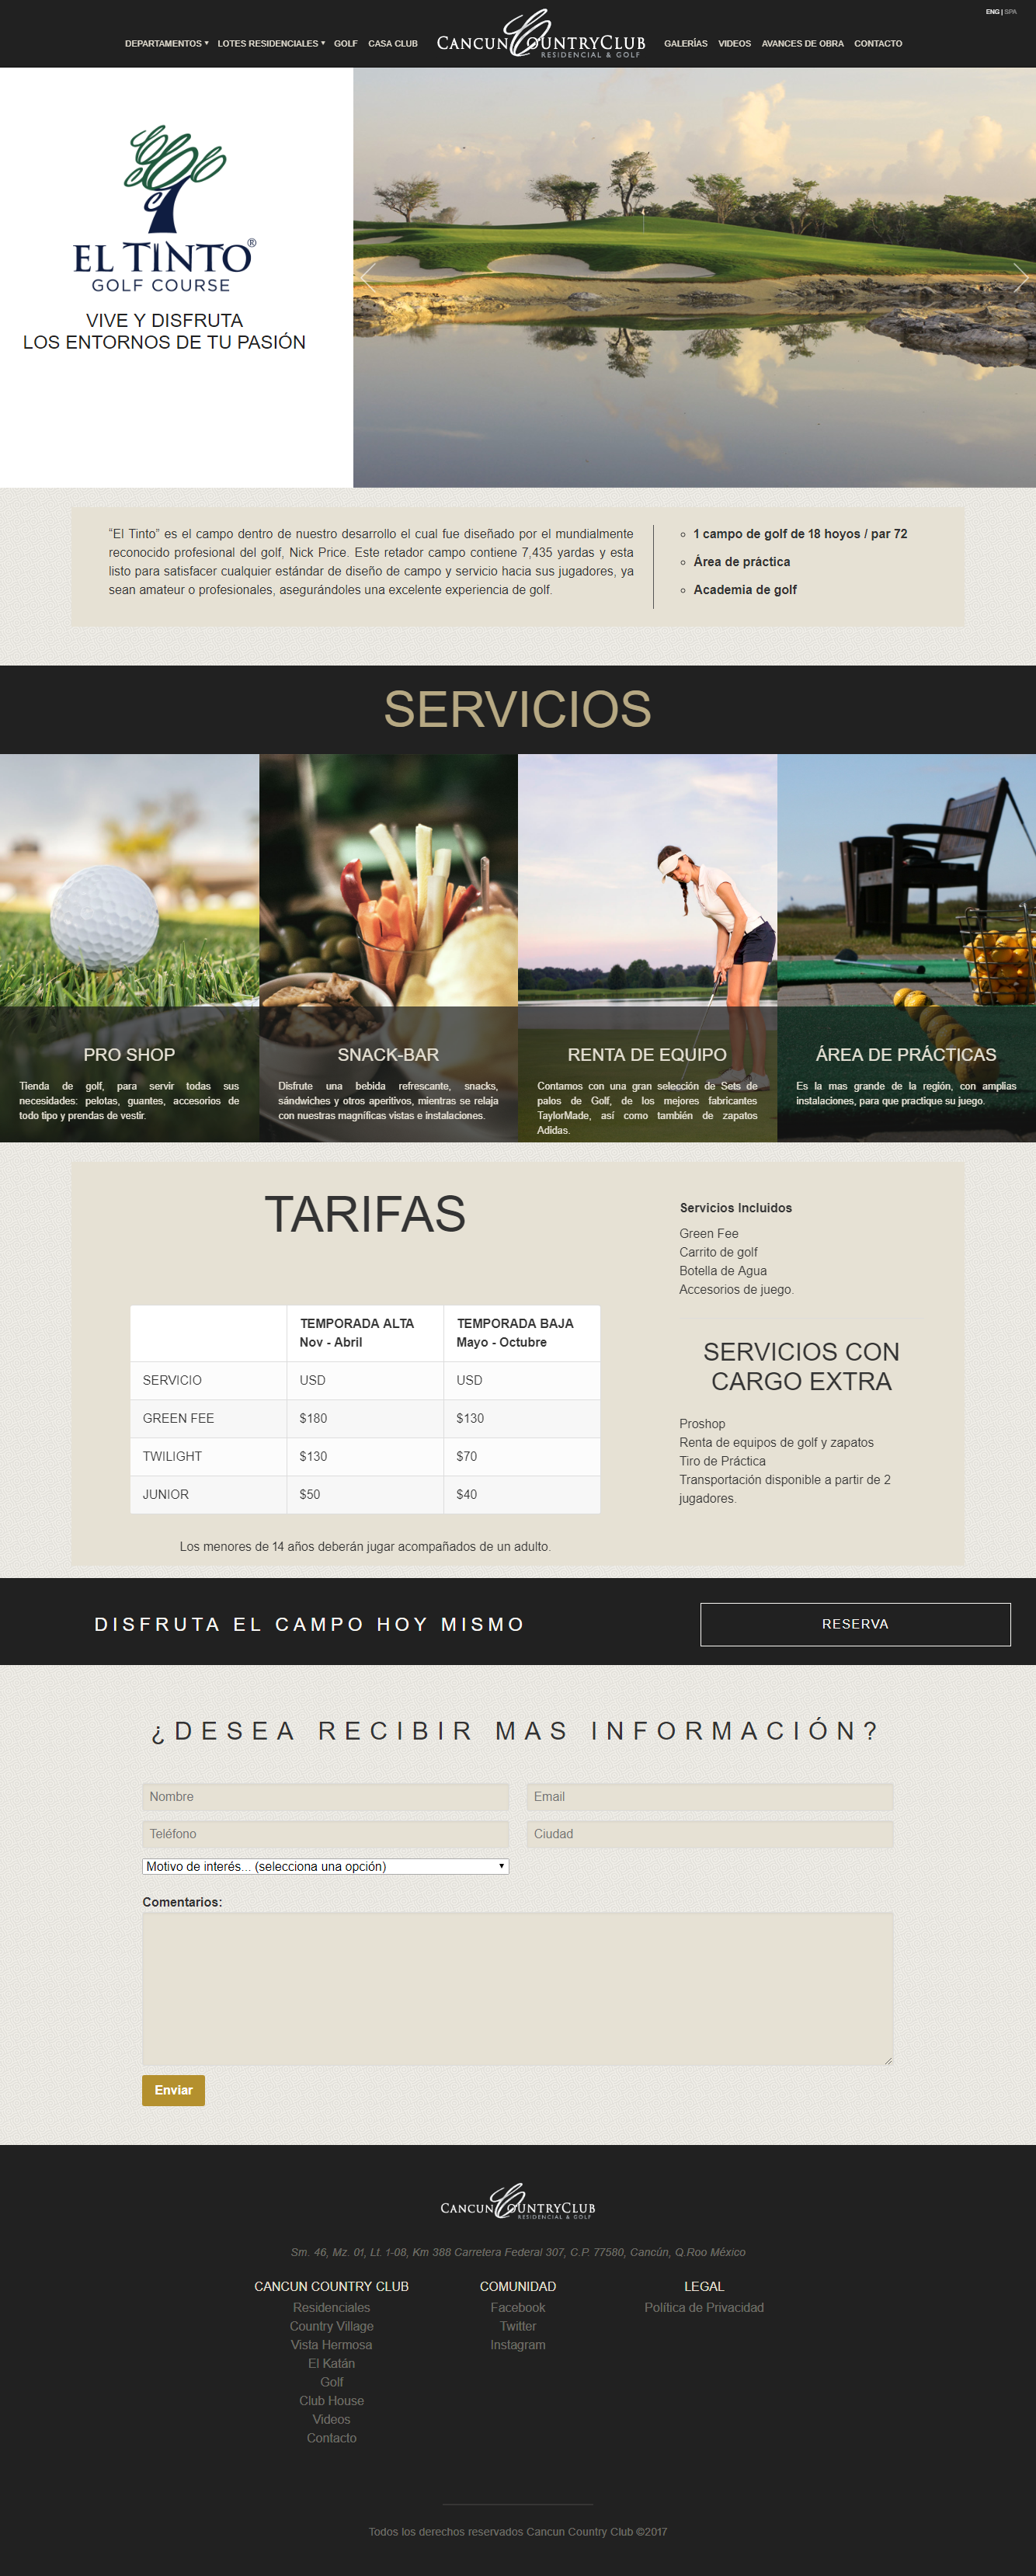 ENG | SPA
DEPARTAMENTOS ▾ LOTES RESIDENCIALES ▾ GOLF CASA CLUB
CANCUN COUNTRYCLUB
RESIDENCIAL & GOLF
GALERÍAS VIDEOS AVANCES DE OBRA CONTACTO
EL TINTO®
GOLF COURSE
VIVE Y DISFRUTA
LOS ENTORNOS DE TU PASIÓN
“El Tinto” es el campo dentro de nuestro desarrollo el cual fue diseñado por el mundialmente
reconocido profesional del golf, Nick Price. Este retador campo contiene 7,435 yardas y esta
listo para satisfacer cualquier estándar de diseño de campo y servicio hacia sus jugadores, ya
sean amateur o profesionales, asegurándoles una excelente experiencia de golf.
1 campo de golf de 18 hoyos / par 72
Área de práctica
Academia de golf
SERVICIOS
PRO SHOP
Tienda de golf, para servir todas sus
necesidades: pelotas, guantes, accesorios de
todo tipo y prendas de vestir.
SNACK-BAR
Disfrute una bebida refrescante, snacks,
sándwiches y otros aperitivos, mientras se relaja
con nuestras magníficas vistas e instalaciones.
RENTA DE EQUIPO
Contamos con una gran selección de Sets de
palos de Golf, de los mejores fabricantes
TaylorMade, así como también de zapatos
Adidas.
ÁREA DE PRÁCTICAS
Es la mas grande de la región, con amplias
instalaciones, para que practique su juego.
TARIFAS
TEMPORADA ALTA TEMPORADA BAJA
Nov - Abril Mayo - Octubre
SERVICIO USD USD
GREEN FEE $180 $130
TWILIGHT $130 $70
JUNIOR $50 $40
Los menores de 14 años deberán jugar acompañados de un adulto.
Servicios Incluidos
Green Fee
Carrito de golf
Botella de Agua
Accesorios de juego.
SERVICIOS CON
CARGO EXTRA
Proshop
Renta de equipos de golf y zapatos
Tiro de Práctica
Transportación disponible a partir de 2
jugadores.
DISFRUTA EL CAMPO HOY MISMO
RESERVA
¿DESEA RECIBIR MAS INFORMACIÓN?
Nombre Email
Teléfono Ciudad
Motivo de interés... (selecciona una opción)
Comentarios:
Enviar
CANCUN COUNTRYCLUB
RESIDENCIAL & GOLF
Sm. 46, Mz. 01, Lt. 1-08, Km 388 Carretera Federal 307, C.P. 77580, Cancún, Q.Roo México
CANCUN COUNTRY CLUB
Residenciales
Country Village
Vista Hermosa
El Katán
Golf
Club House
Videos
Contacto
COMUNIDAD
Facebook
Twitter
Instagram
LEGAL
Política de Privacidad
Todos los derechos reservados Cancun Country Club ©2017